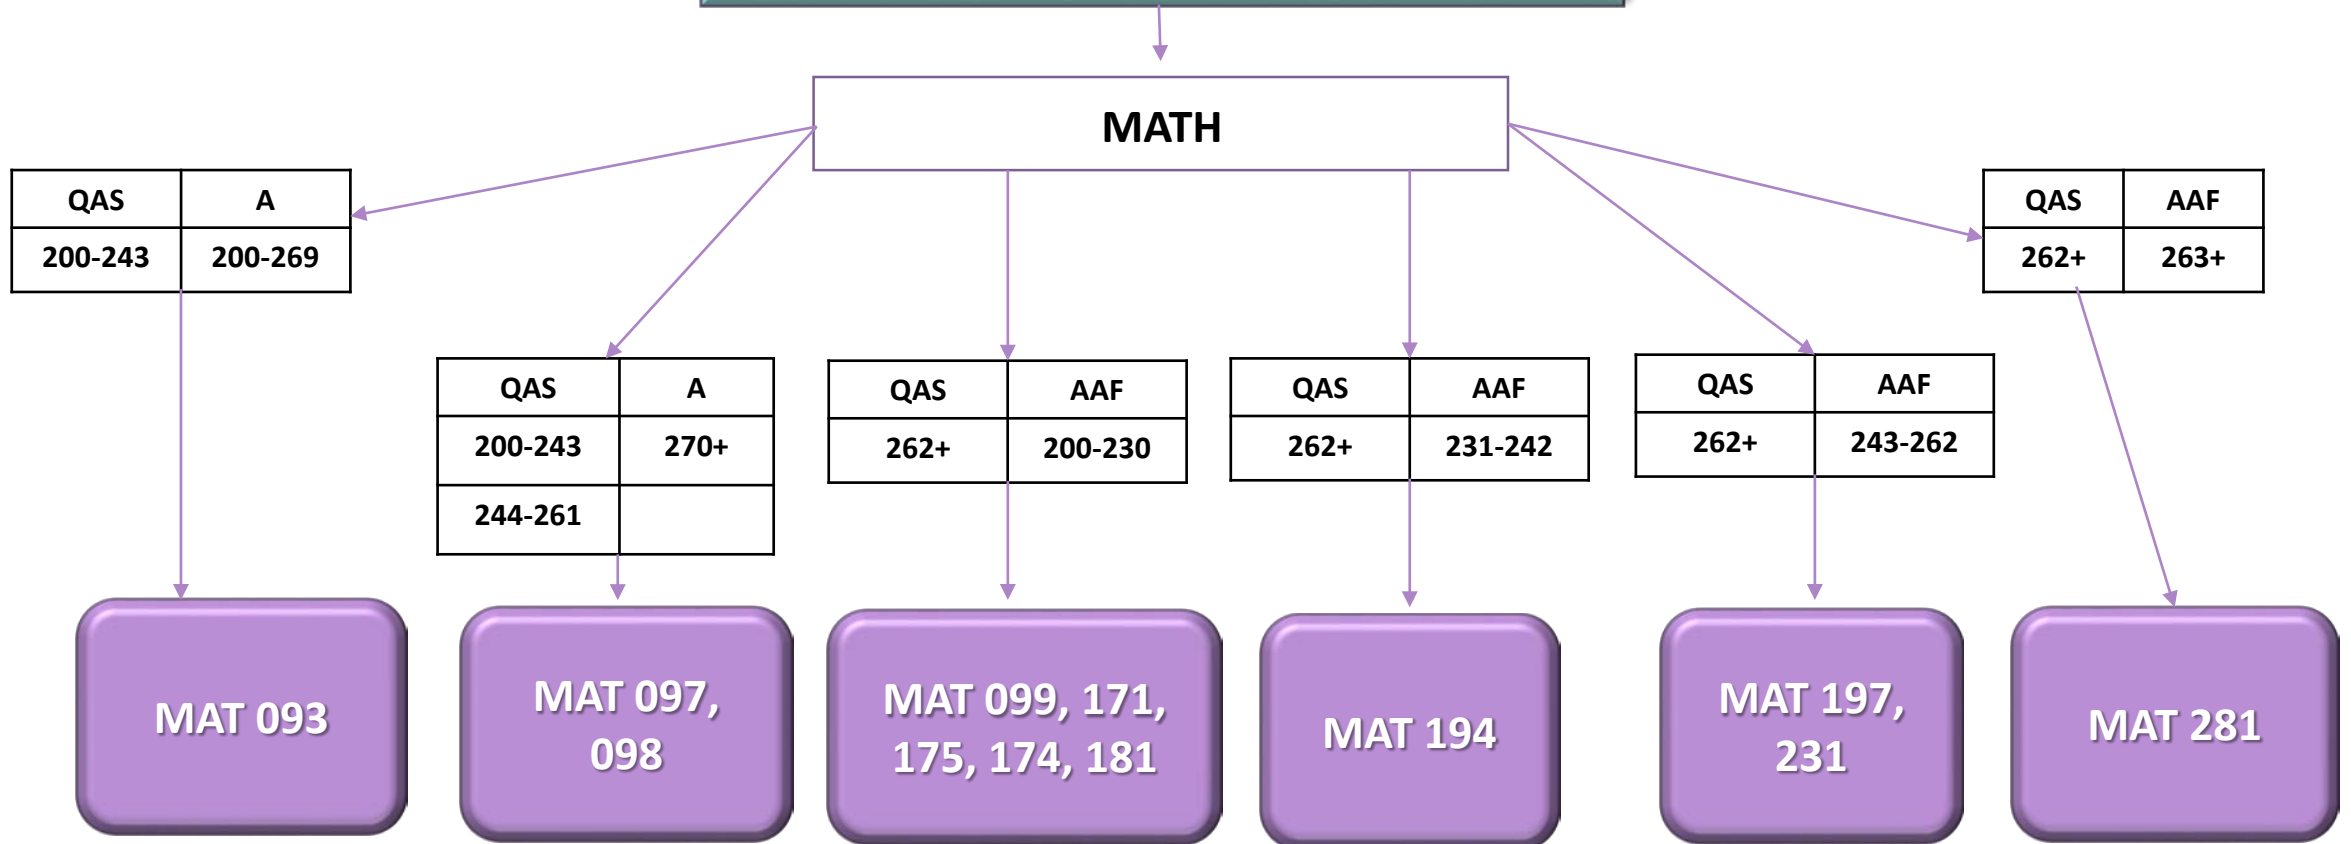 MATH
QAS A
200-243 200-269
QAS AAF
262+ 263+
QAS A
200-243 270+
244-261
QAS AAF
262+ 200-230
QAS AAF
262+ 231-242
QAS AAF
262+ 243-262
MAT 093
MAT 097,
098
MAT 099, 171,
175, 174, 181
MAT 194
MAT 197,
231
MAT 281